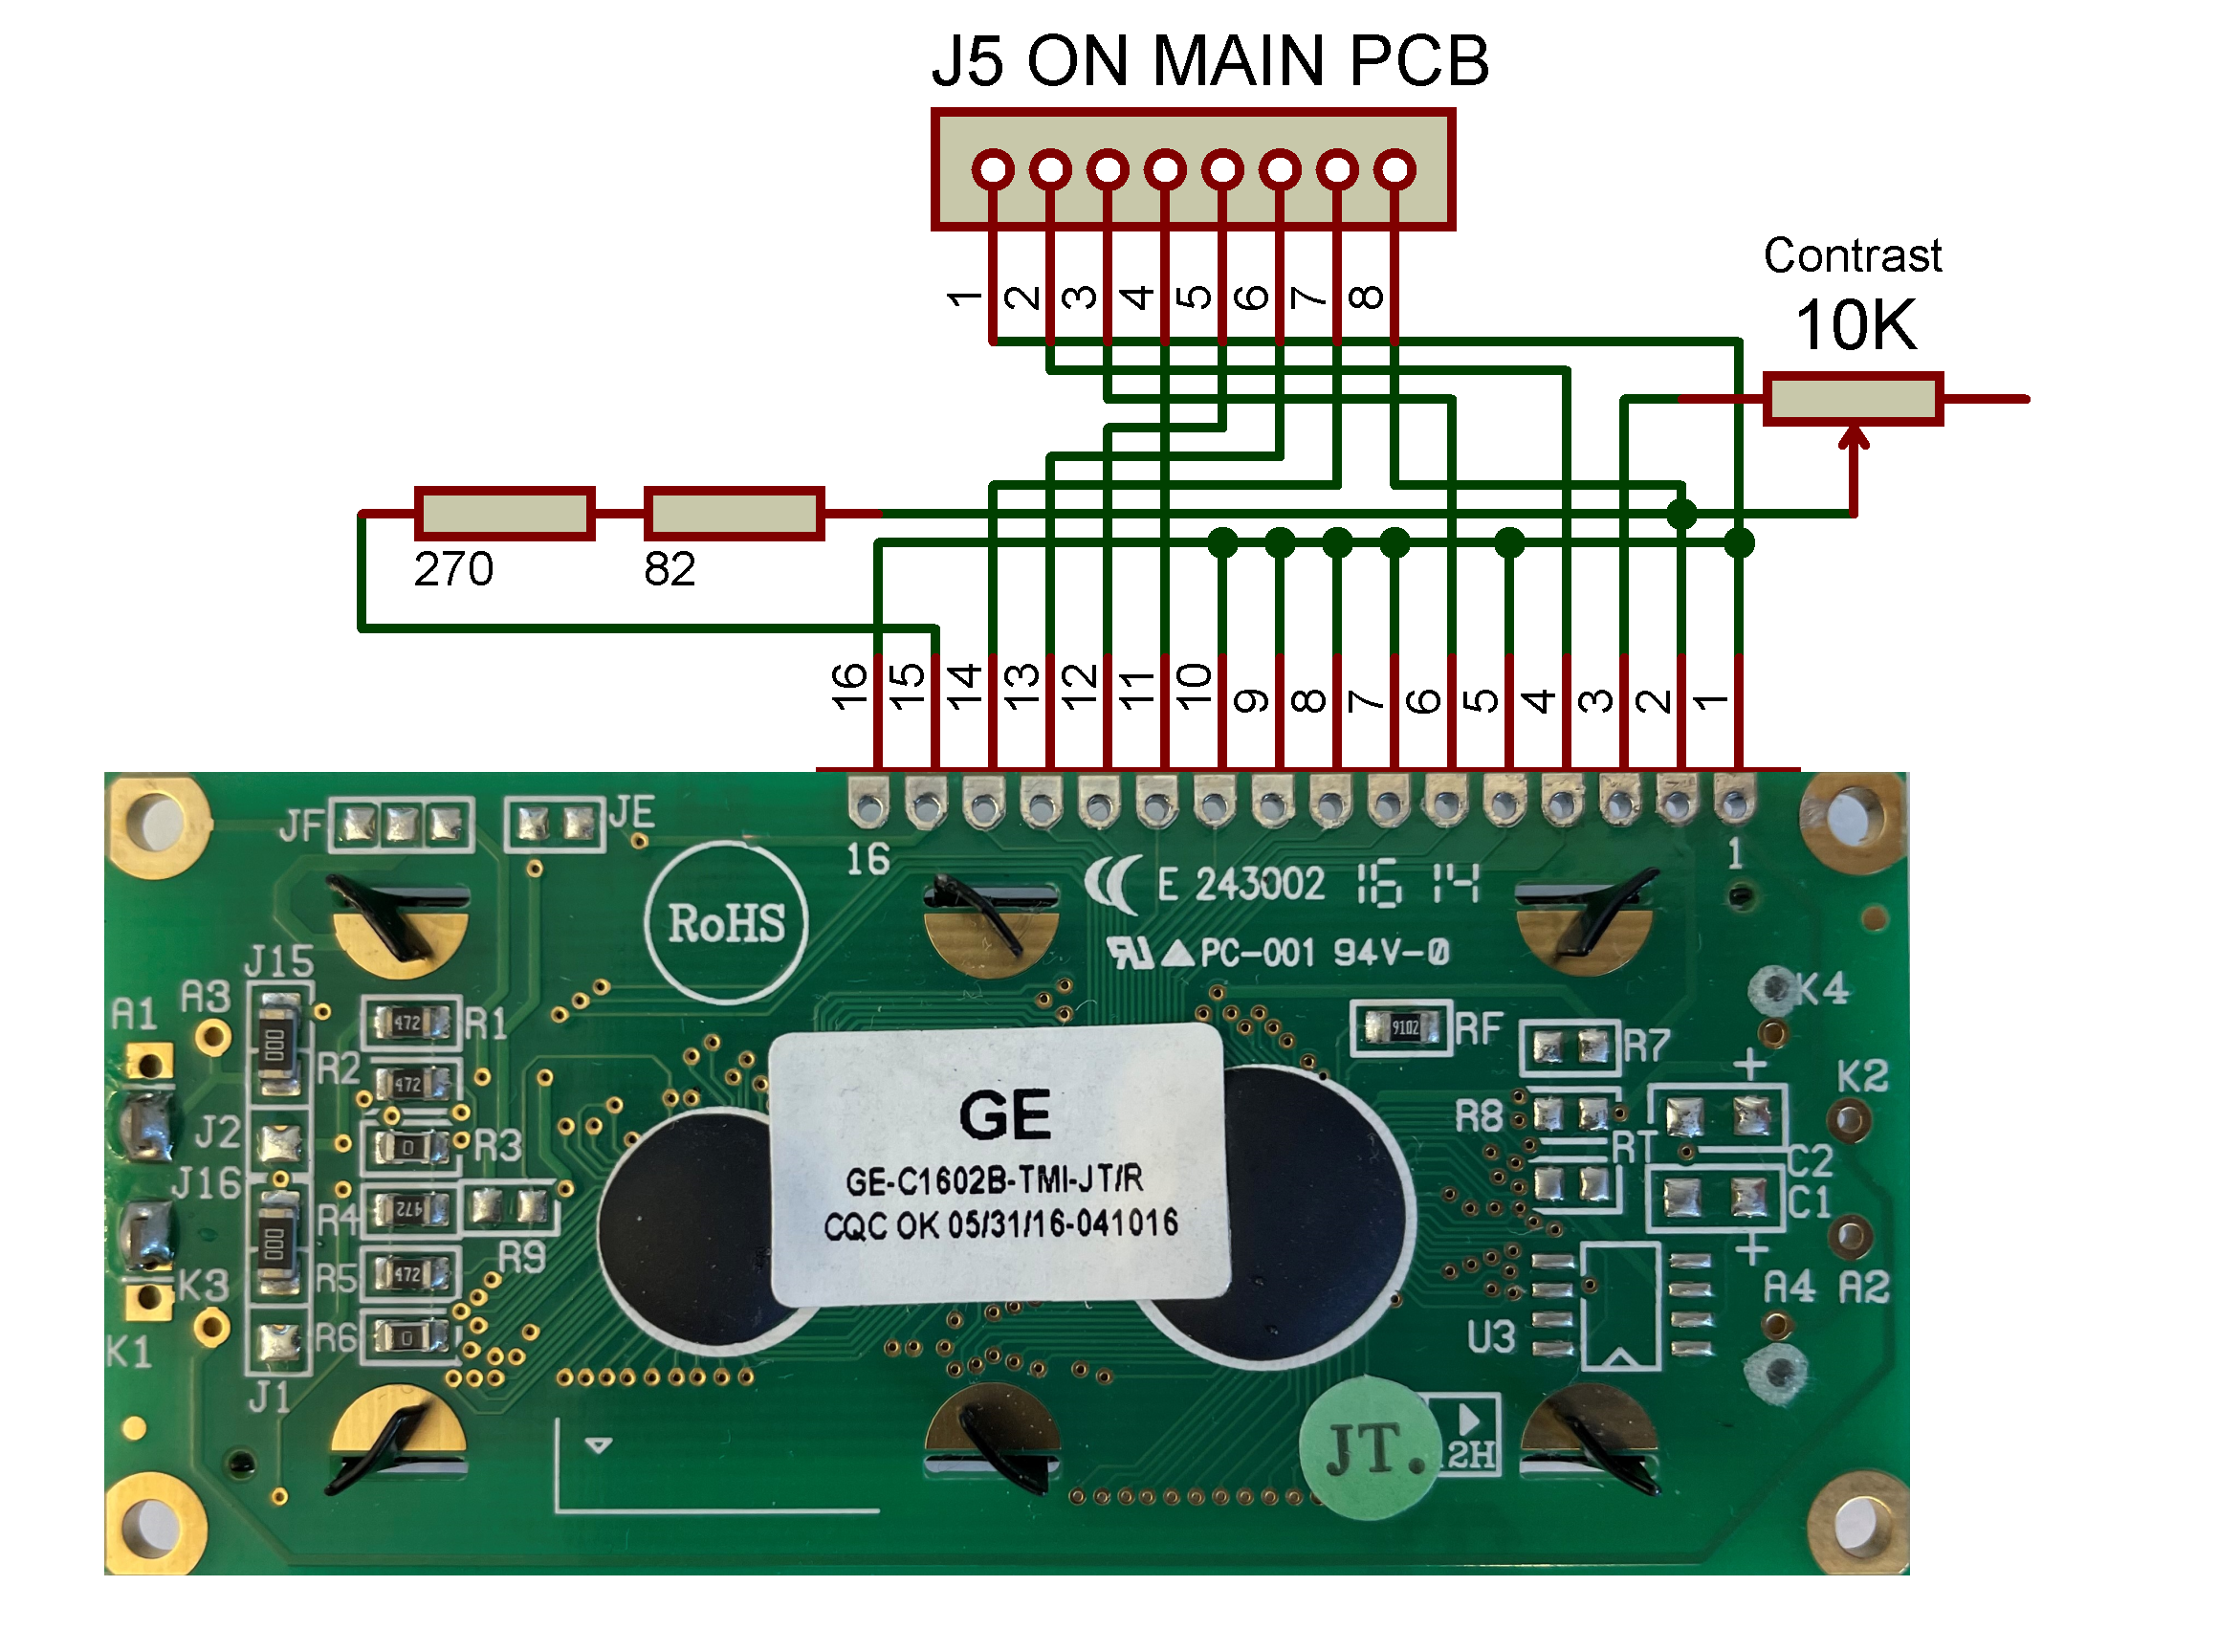 J5 ON MAIN PCB
1 2 3 4 5 6 7 8
Contrast
10K
270
82
16 15 14 13 12 11 10 9 8 7 6 5 4 3 2 1
JF
JE
16
1
E 243002 16 14
RoHS
PC-001 94V-0
J15
A3
A1
K4
472
R1
9102
RF
R7
000
R2
472
K2
R8
J2
0
R3
RT
C2
J16
R4
472
C1
GE
GE-C1602B-TMI-JT/R
CQC OK 05/31/16-041016
R9
000
K3
R5
472
A4
A2
K1
R6
0
U3
J1
JT.
2H